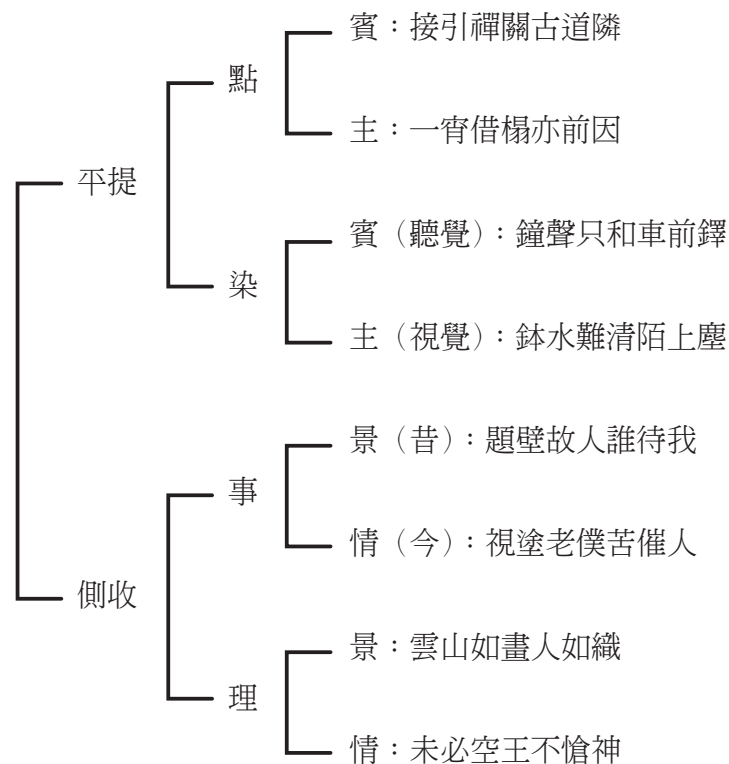 賓：接引禪關古道隣
點
主：一宵借榻亦前因
平提
賓（聽覺）：鐘聲只和車前鐸
染
主（視覺）：鉢水難清陌上塵
景（昔）：題壁故人誰待我
事
情（今）：視塗老僕苦催人
側收
景：雲山如畫人如織
理
情：未必空王不愴神